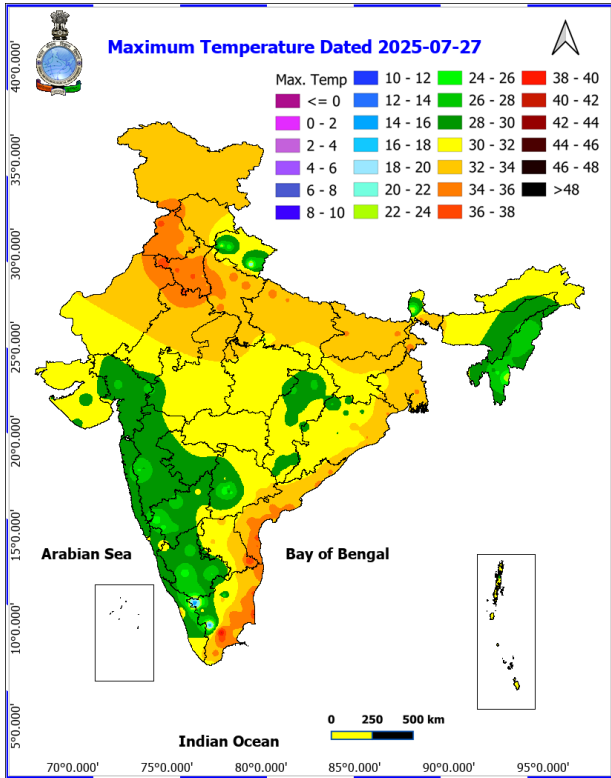 Maximum Temperature Dated 2025-07-27
Max. Temp
<= 0
0 - 2
2 - 4
4 - 6
6 - 8
8 - 10
10 - 12
12 - 14
14 - 16
16 - 18
18 - 20
20 - 22
22 - 24
24 - 26
26 - 28
28 - 30
30 - 32
32 - 34
34 - 36
36 - 38
38 - 40
40 - 42
42 - 44
44 - 46
46 - 48
>48
40°0.000'
35°0.000'
30°0.000'
25°0.000'
20°0.000'
15°0.000'
10°0.000'
5°0.000'
Arabian Sea
Bay of Bengal
Indian Ocean
0 250 500 km
70°0.000' 75°0.000' 80°0.000' 85°0.000' 90°0.000' 95°0.000'